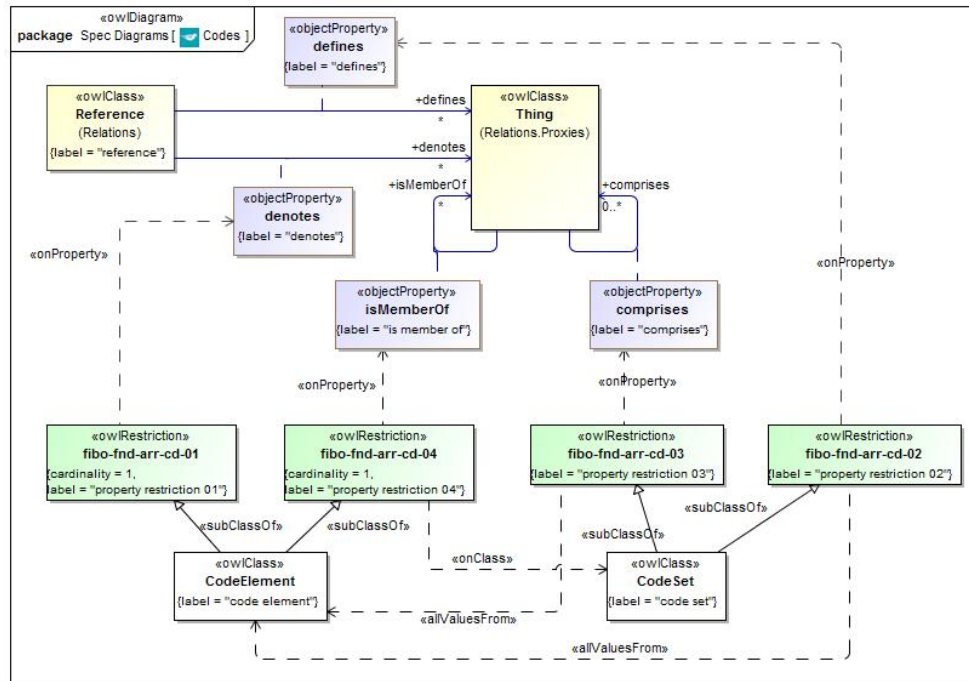 «owlDiagram»
package Spec Diagrams [ Codes ]
«objectProperty»
defines
{label = "defines"}
«owlClass»
Reference
(Relations)
{label = "reference"}
+defines
*
+denotes
*
+isMemberOf
*
«owlClass»
Thing
(Relations.Proxies)
+comprises
0..*
«objectProperty»
denotes
{label = "denotes"}
«onProperty»
«onProperty»
«objectProperty»
isMemberOf
{label = "is member of"}
«objectProperty»
comprises
{label = "comprises"}
«onProperty»
«onProperty»
«owlRestriction»
fibo-fnd-arr-cd-01
{cardinality = 1,
label = "property restriction 01"}
«owlRestriction»
fibo-fnd-arr-cd-04
{cardinality = 1,
label = "property restriction 04"}
«owlRestriction»
fibo-fnd-arr-cd-03
{label = "property restriction 03"}
«owlRestriction»
fibo-fnd-arr-cd-02
{label = "property restriction 02"}
«subClassOf»
«subClassOf»
«subClassOf»
«subClassOf»
«owlClass»
CodeElement
{label = "code element"}
«onClass»
«owlClass»
CodeSet
{label = "code set"}
«allValuesFrom»
«allValuesFrom»